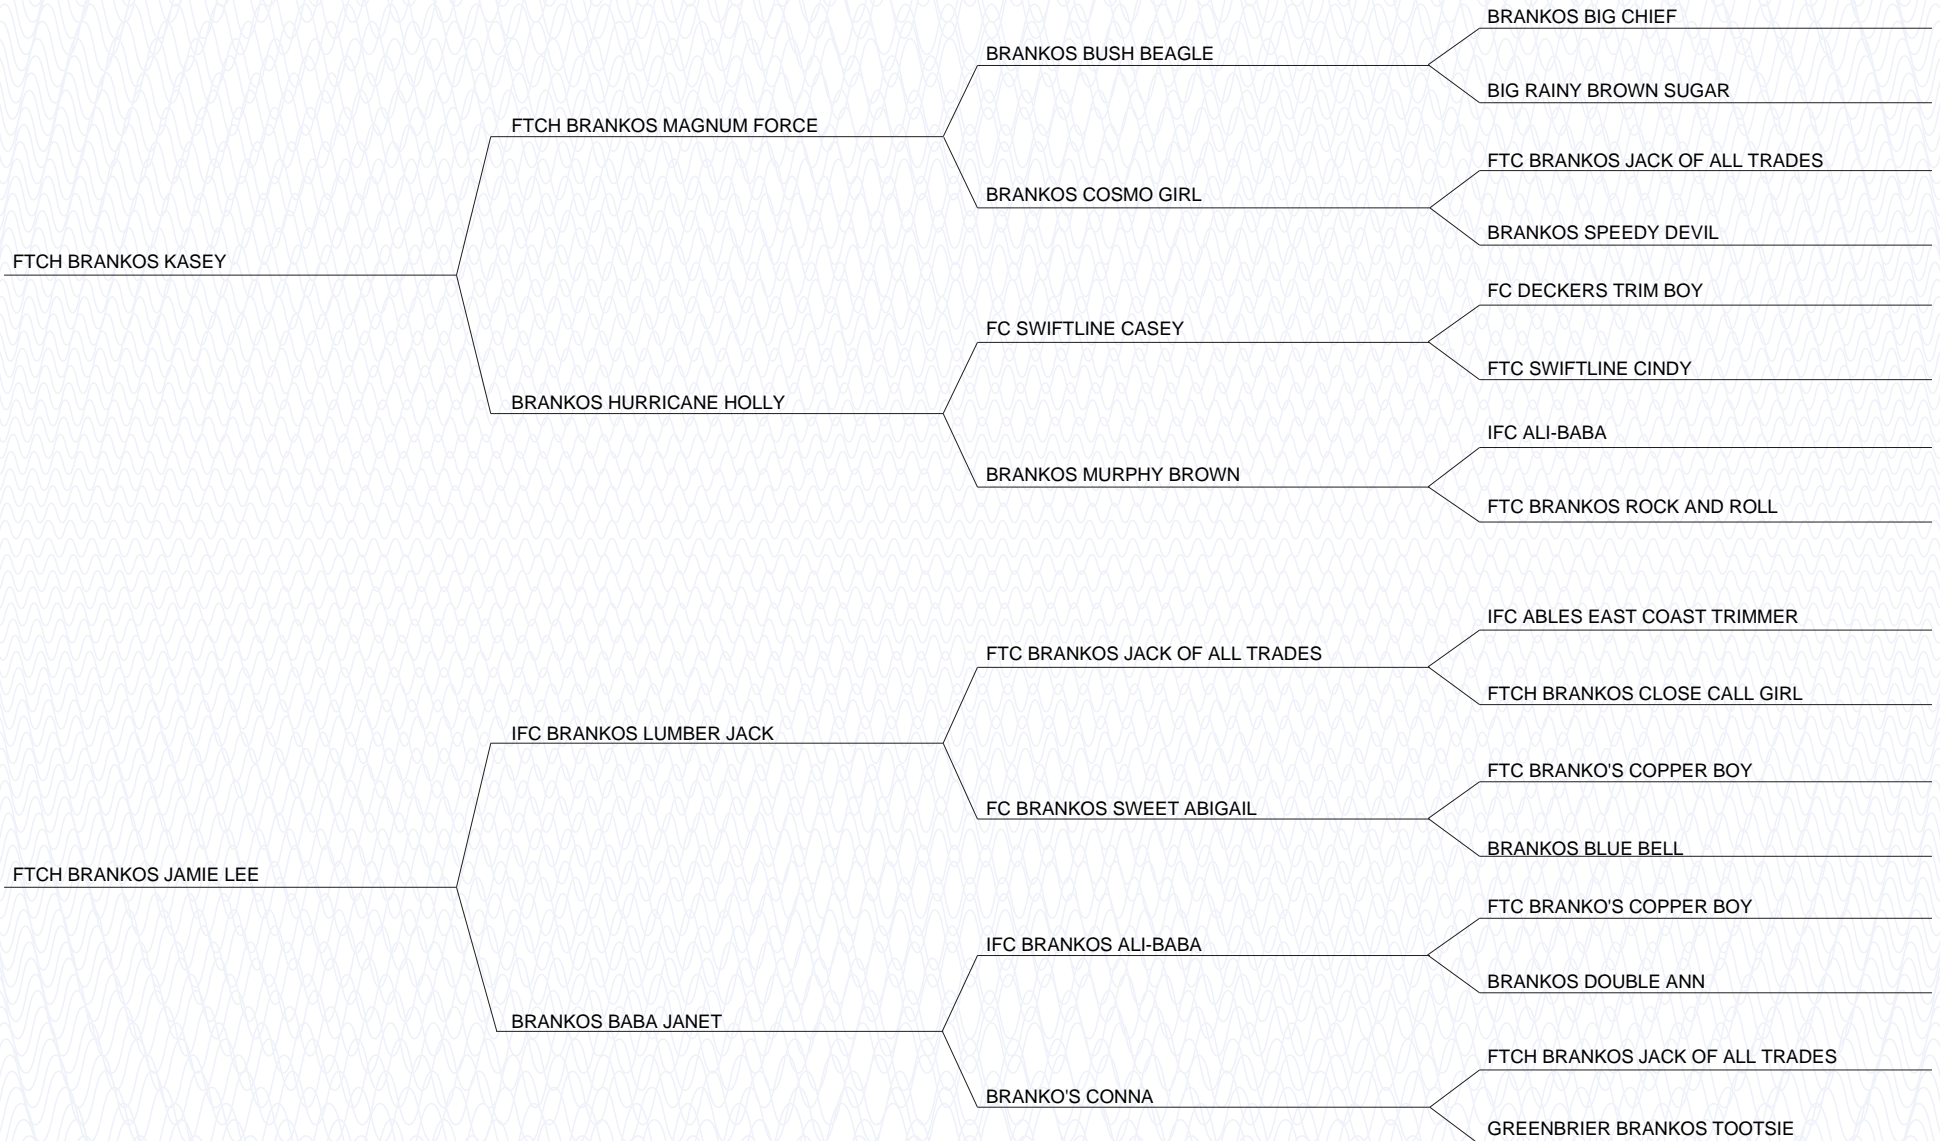 BRANKOS BIG CHIEF
BRANKOS BUSH BEAGLE
BIG RAINY BROWN SUGAR
FTCH BRANKOS MAGNUM FORCE
FTC BRANKOS JACK OF ALL TRADES
BRANKOS COSMO GIRL
BRANKOS SPEEDY DEVIL
FTCH BRANKOS KASEY
FC DECKERS TRIM BOY
FC SWIFTLINE CASEY
FTC SWIFTLINE CINDY
BRANKOS HURRICANE HOLLY
IFC ALI-BABA
BRANKOS MURPHY BROWN
FTC BRANKOS ROCK AND ROLL
IFC ABLES EAST COAST TRIMMER
FTC BRANKOS JACK OF ALL TRADES
FTCH BRANKOS CLOSE CALL GIRL
IFC BRANKOS LUMBER JACK
FTC BRANKO'S COPPER BOY
FC BRANKOS SWEET ABIGAIL
BRANKOS BLUE BELL
FTCH BRANKOS JAMIE LEE
FTC BRANKO'S COPPER BOY
IFC BRANKOS ALI-BABA
BRANKOS DOUBLE ANN
BRANKOS BABA JANET
FTCH BRANKOS JACK OF ALL TRADES
BRANKO'S CONNA
GREENBRIER BRANKOS TOOTSIE